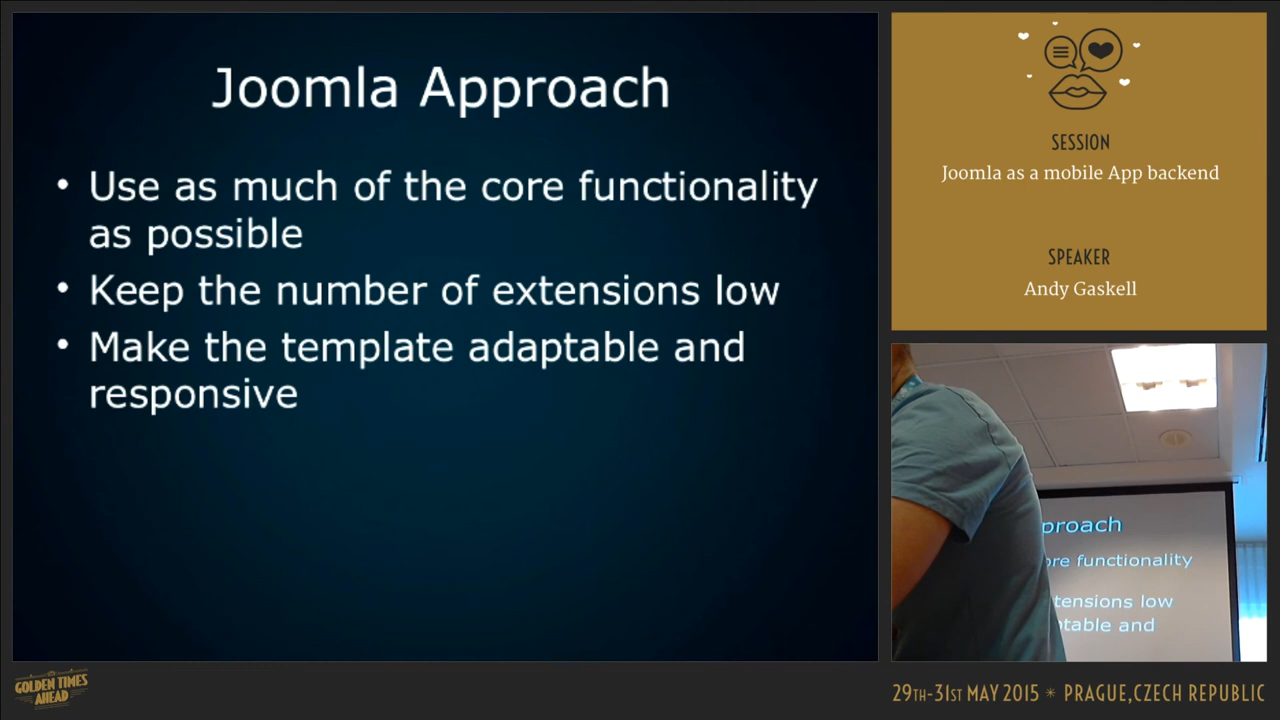 Joomla Approach
• Use as much of the core functionality
as possible
• Keep the number of extensions low
• Make the template adaptable and
responsive
SESSION
Joomla as a mobile App backend
SPEAKER
Andy Gaskell
proach
ore functionality
tensions low
table and
GOLDEN TIMES
AHEAD
29TH-31ST MAY 2015 * PRAGUE,CZECH REPUBLIC